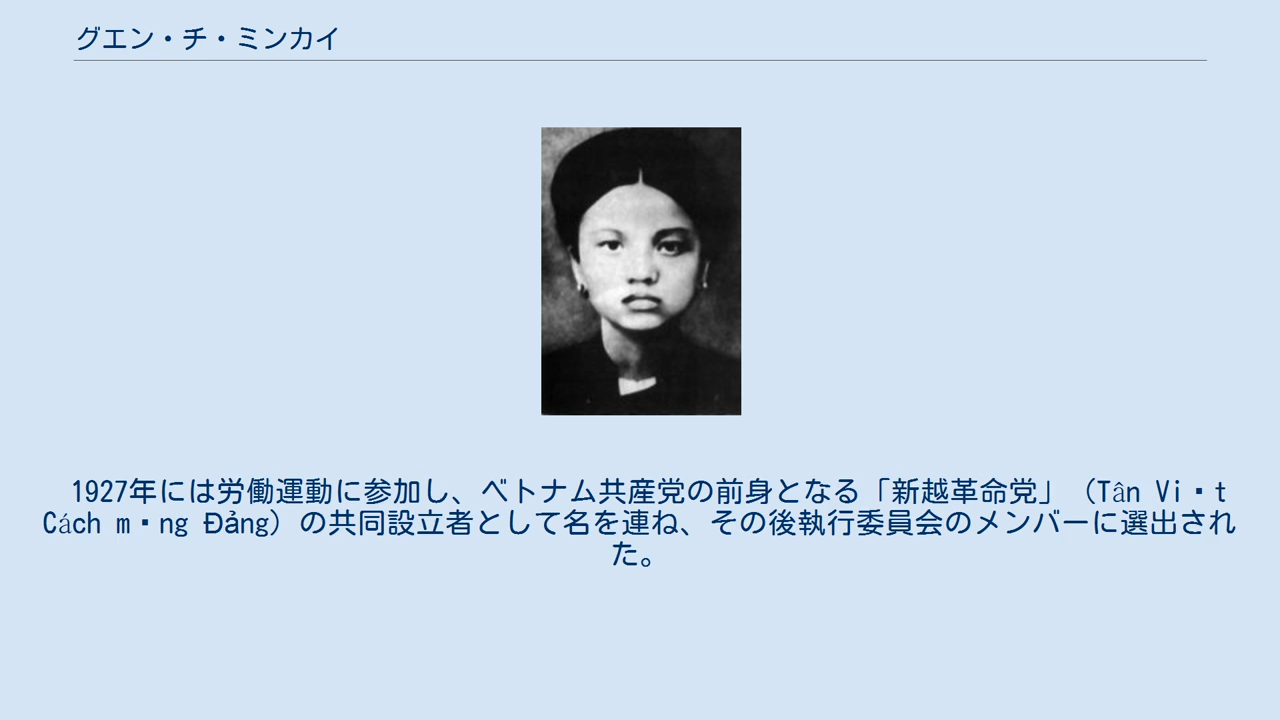 グエン・チ・ミンカイ
1927年には労働運動に参加し、ベトナム共産党の前身となる「新越革命党」（Tân Vi▪t
Cách m▪ng Đảng）の共同設立者として名を連ね、その後執行委員会のメンバーに選出され
た。